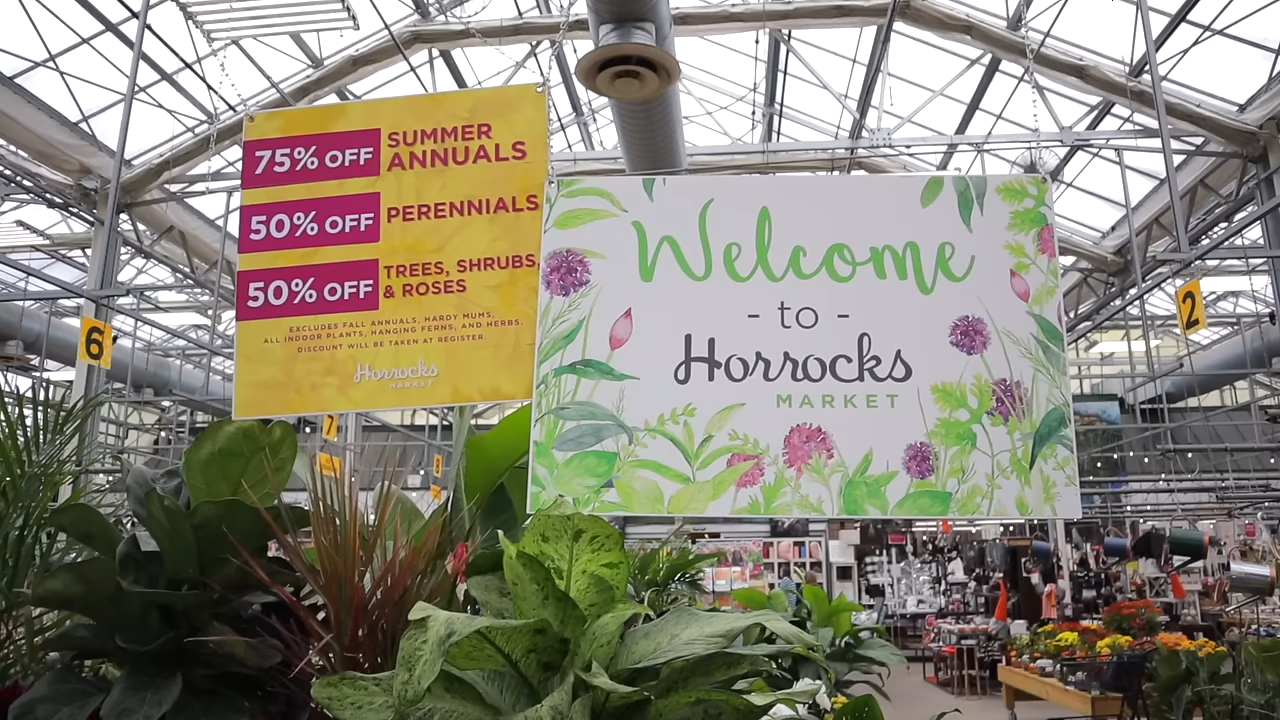 75% OFF SUMMER ANNUALS
50% OFF PERENNIALS
50% OFF TREES, SHRUBS, & ROSES
EXCLUDES FALL ANNUALS, HARDY MUMS,
ALL INDOOR PLANTS, HANGING FERNS, AND HERBS.
DISCOUNT WILL BE TAKEN AT REGISTER.
Horrocks
MARKET
Welcome
- to -
Horrocks
MARKET
6
7
8
2